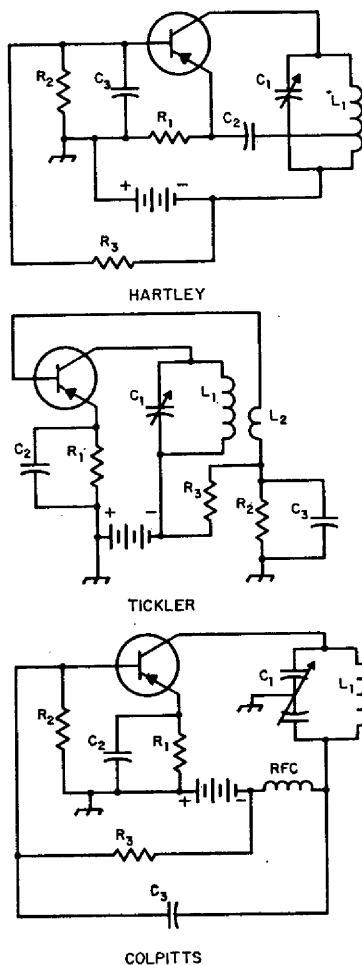 R2
C3
R1
C2
C1
L1
+ −
R3
HARTLEY
C1
L1
L2
C2
R1
R3
R2
C3
+ −
TICKLER
C1
L1
R2
C2
R1
RFC
+ −
R3
C3
COLPITTS